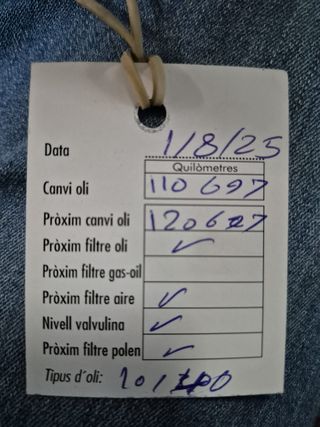 Data 1/8/25
Quilòmetres
Canvi oli 110697
Pròxim canvi oli 120697
Pròxim filtre oli ✓
Pròxim filtre gas-oil
Pròxim filtre aire ✓
Nivell valvulina ✓
Pròxim filtre polen ✓
Tipus d'oli: